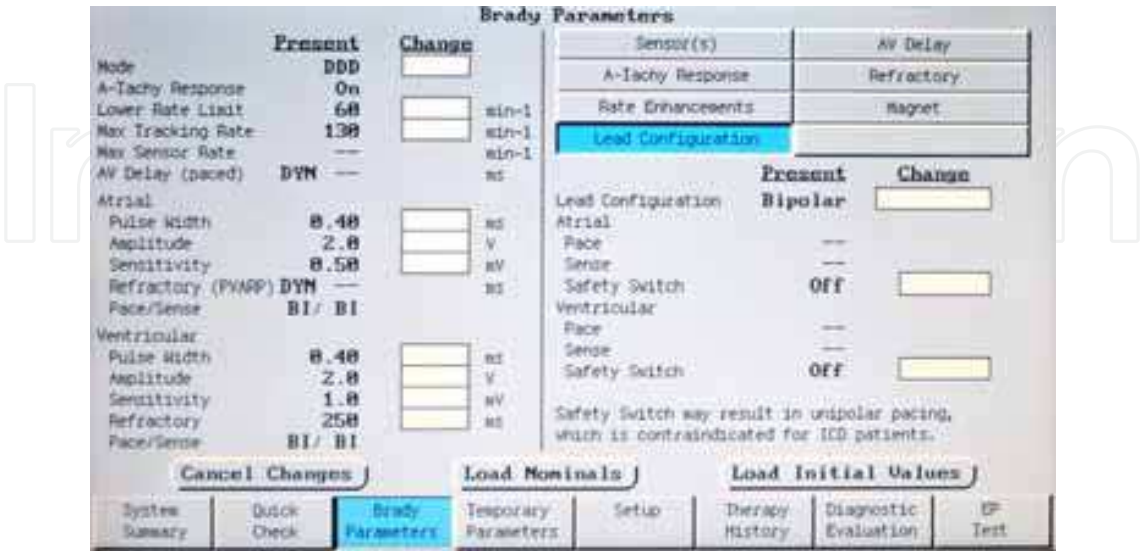 Brady Parameters
Present Change
Mode DDD
A-Tachy Response On
Lower Rate Limit 60 min-1
Max Tracking Rate 130 min-1
Max Sensor Rate --- min-1
AV Delay (paced) DYN --- ms
Atrial
Pulse Width 0.40 ms
Amplitude 2.0 V
Sensitivity 0.50 mV
Refractory (PVARP) DYN --- ms
Pace/Sense BI/ BI
Ventricular
Pulse Width 0.40 ms
Amplitude 2.0 V
Sensitivity 1.0 mV
Refractory 250 ms
Pace/Sense BI/ BI
Sensor(s) AV Delay
A-Tachy Response Refractory
Rate Enhancements Magnet
Lead Configuration
Present Change
Lead Configuration Bipolar
Atrial
Pace ---
Sense ---
Safety Switch Off
Ventricular
Pace ---
Sense ---
Safety Switch Off
Safety Switch may result in unipolar pacing,
which is contraindicated for ICD patients.
Cancel Changes Load Nominals Load Initial Values
System Summary
Quick Check
Brady Parameters
Temporary Parameters
Setup
Therapy History
Diagnostic Evaluation
EP Test